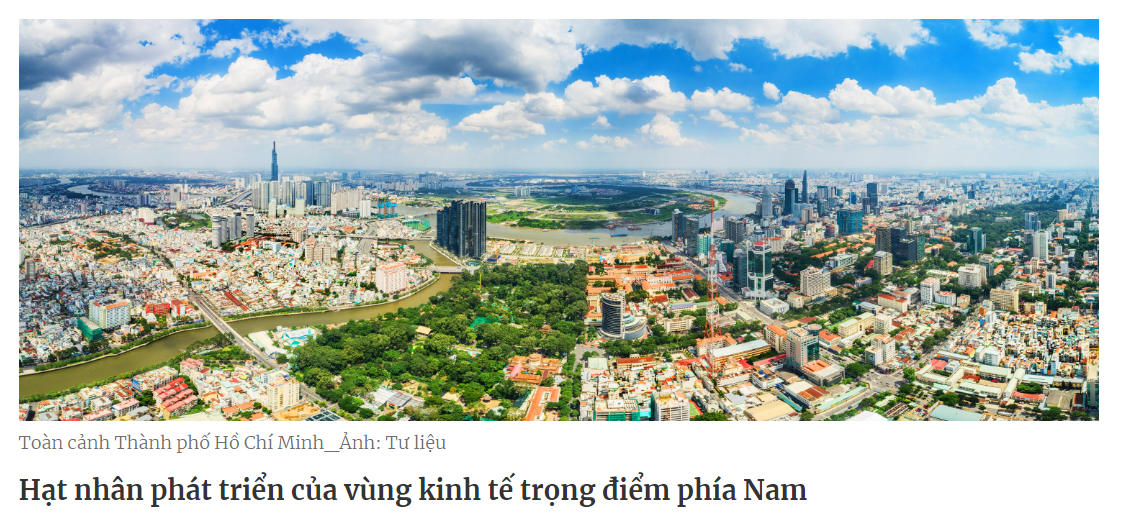 Toàn cảnh Thành phố Hồ Chí Minh_Ảnh: Tư liệu
Hạt nhân phát triển của vùng kinh tế trọng điểm phía Nam